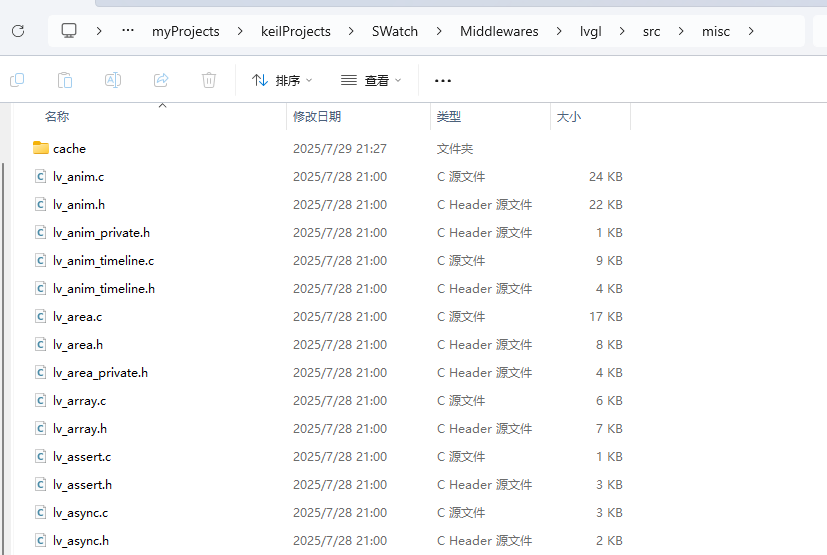 ··· myProjects keilProjects SWatch Middlewares lvgl src misc
排序 查看 ···
名称 修改日期 类型 大小
cache 2025/7/29 21:27 文件夹
lv_anim.c 2025/7/28 21:00 C 源文件 24 KB
lv_anim.h 2025/7/28 21:00 C Header 源文件 22 KB
lv_anim_private.h 2025/7/28 21:00 C Header 源文件 1 KB
lv_anim_timeline.c 2025/7/28 21:00 C 源文件 9 KB
lv_anim_timeline.h 2025/7/28 21:00 C Header 源文件 4 KB
lv_area.c 2025/7/28 21:00 C 源文件 17 KB
lv_area.h 2025/7/28 21:00 C Header 源文件 8 KB
lv_area_private.h 2025/7/28 21:00 C Header 源文件 4 KB
lv_array.c 2025/7/28 21:00 C 源文件 6 KB
lv_array.h 2025/7/28 21:00 C Header 源文件 7 KB
lv_assert.c 2025/7/28 21:00 C 源文件 1 KB
lv_assert.h 2025/7/28 21:00 C Header 源文件 3 KB
lv_async.c 2025/7/28 21:00 C 源文件 3 KB
lv_async.h 2025/7/28 21:00 C Header 源文件 2 KB